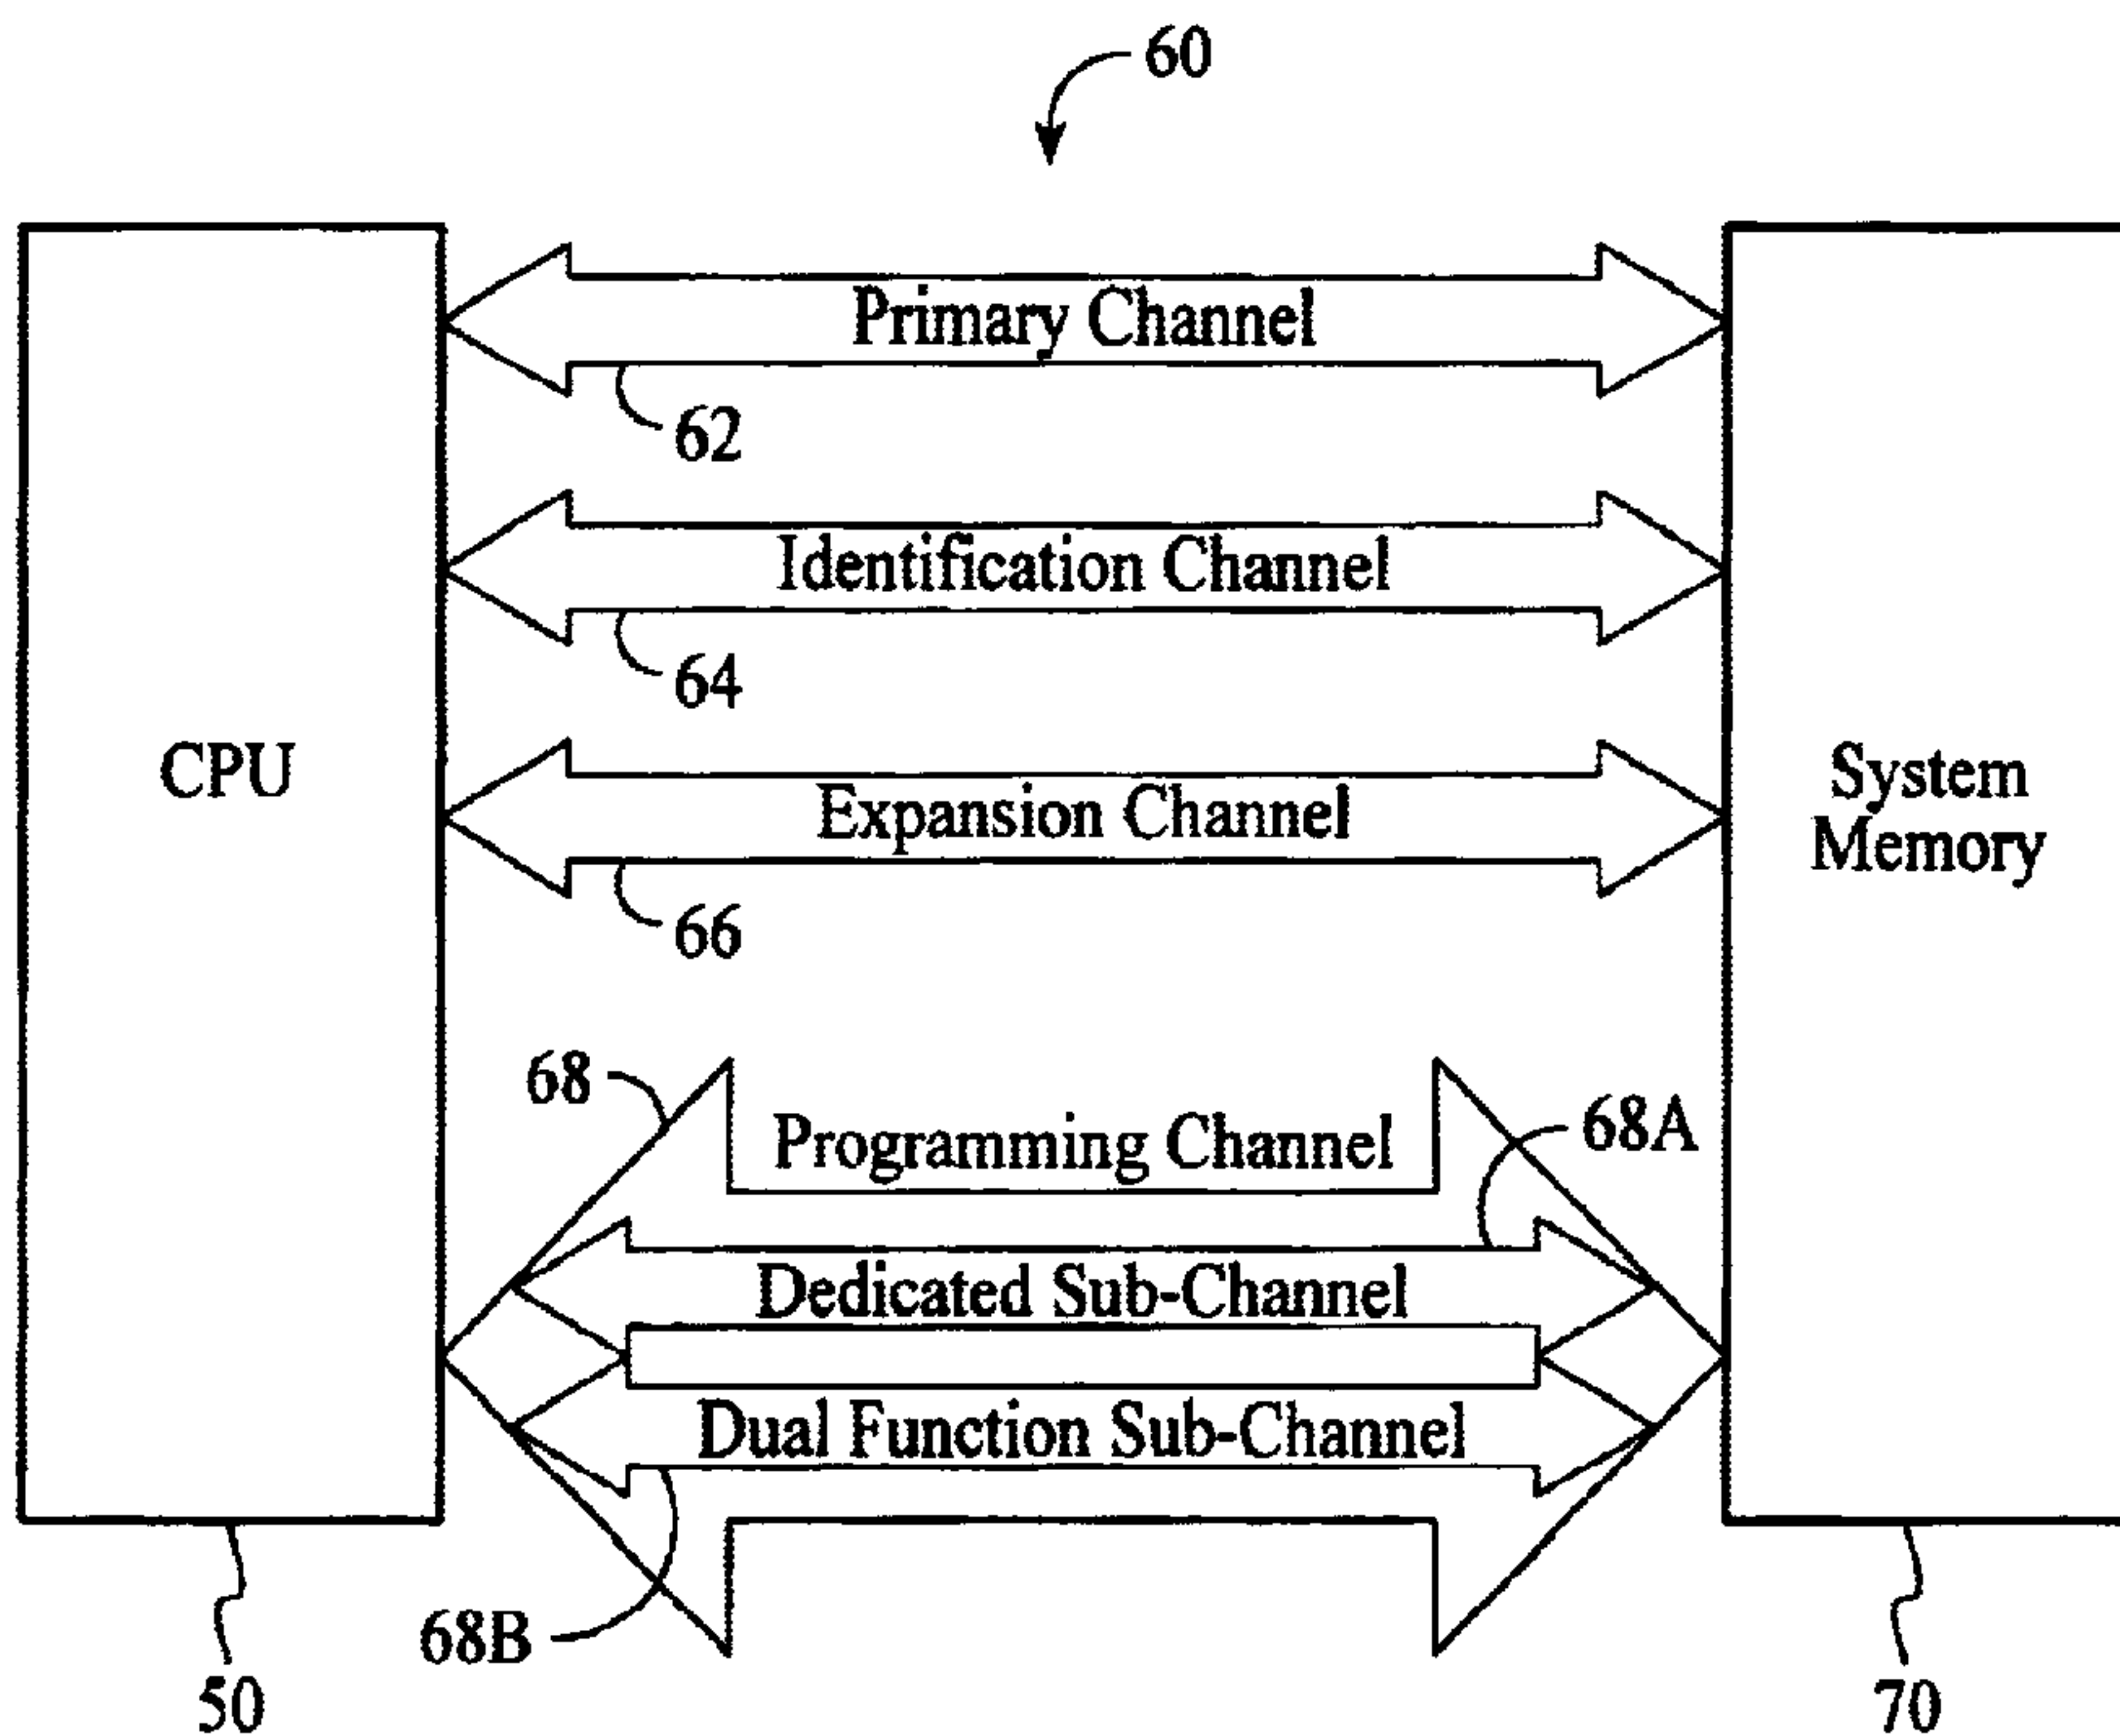 60
Primary Channel
62
Identification Channel
64
CPU
Expansion Channel
System
Memory
66
68
Programming Channel
68A
Dedicated Sub-Channel
Dual Function Sub-Channel
68B
50
70